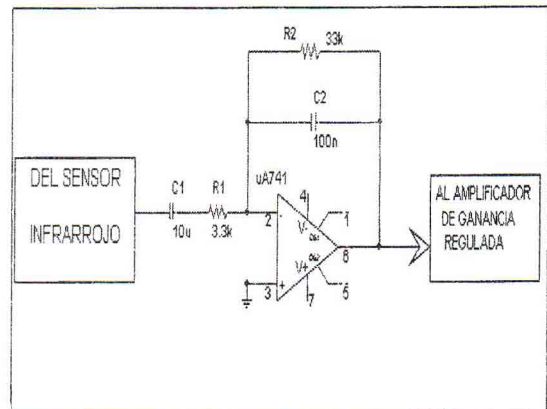 R2
33k
C2
100n
DEL SENSOR
INFRARROJO
C1
10u
R1
3.3k
uA741
2
-
3
+
4
V-
1
6
V+
7
5
AL AMPLIFICADOR
DE GANANCIA
REGULADA